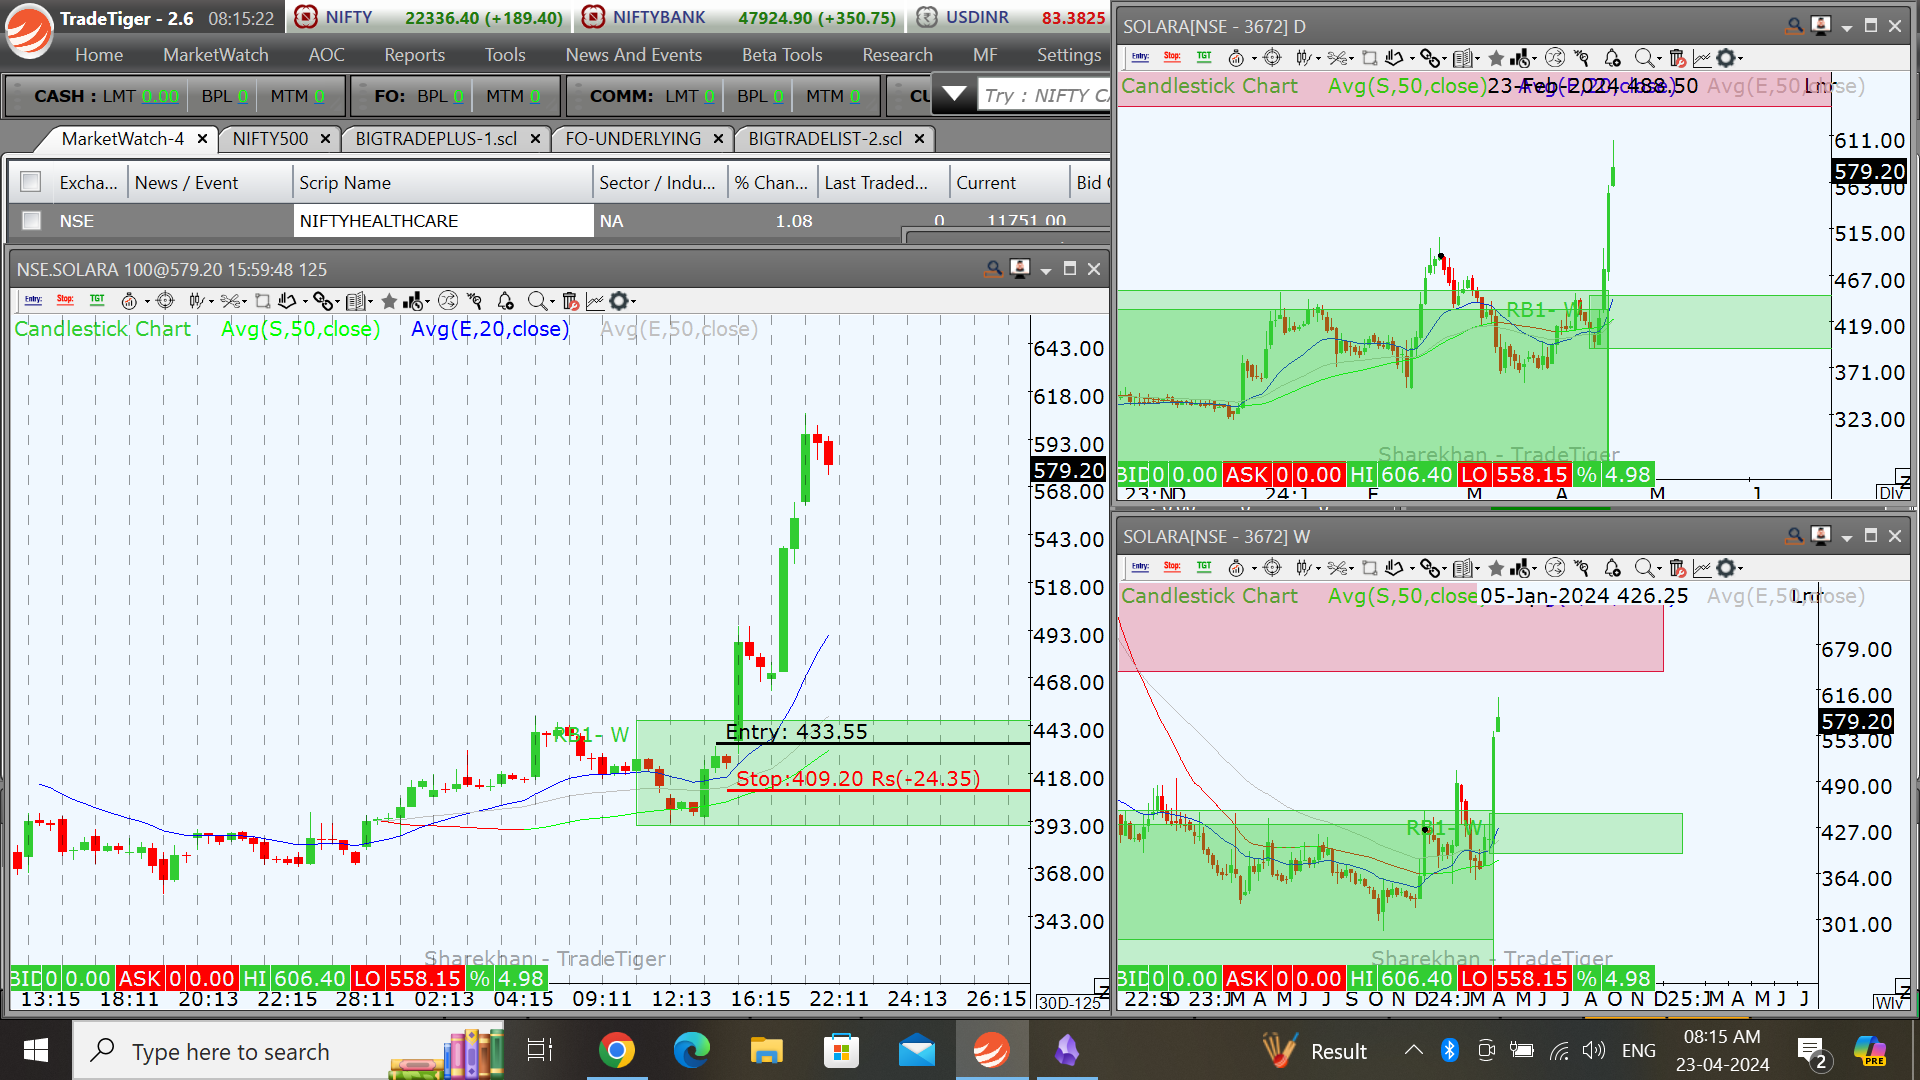 TradeTiger - 2.6 08:15:22 NIFTY 22336.40 (+189.40) NIFTYBANK 47924.90 (+350.75) USDINR 83.3825
Home MarketWatch AOC Reports Tools News And Events Beta Tools Research MF Settings
CASH : LMT 0.00 BPL 0 MTM 0 FO: BPL 0 MTM 0 COMM: LMT 0 BPL 0 MTM 0 Try : NIFTY
MarketWatch-4 NIFTY500 BIGTRADEPLUS-1.scl FO-UNDERLYING BIGTRADELIST-2.scl
Excha... News / Event Scrip Name Sector / Indu... % Chan... Last Traded... Current Bid
NSE NIFTYHEALTHCARE NA 1.08 0 11751.00
NSE.SOLARA 100@579.20 15:59:48 125
Entry: Stop: TGT
Candlestick Chart Avg(S,50,close) Avg(E,20,close) Avg(E,50,close)
643.00
618.00
593.00
579.20
568.00
543.00
518.00
493.00
468.00
443.00
418.00
393.00
368.00
343.00
RB1- W
Entry: 433.55
Stop:409.20 Rs(-24.35)
Sharekhan - TradeTiger
BID 0 0.00 ASK 0 0.00 HI 606.40 LO 558.15 % 4.98
13:15 18:11 20:13 22:15 28:11 02:13 04:15 09:11 12:13 16:15 22:11 24:13 26:15 30D-125
SOLARA[NSE - 3672] D
Entry: Stop: TGT
Candlestick Chart Avg(S,50,close) 23-Feb-2024 488.50 Avg(E,50,close)
611.00
579.20
563.00
515.00
467.00
419.00
371.00
323.00
RB1- W
Sharekhan - TradeTiger
BID 0 0.00 ASK 0 0.00 HI 606.40 LO 558.15 % 4.98
23:ND 24:J F M A M J
SOLARA[NSE - 3672] W
Entry: Stop: TGT
Candlestick Chart Avg(S,50,close) 05-Jan-2024 426.25 Avg(E,50,close)
679.00
616.00
579.20
553.00
490.00
427.00
364.00
301.00
RB1- W
Sharekhan - TradeTiger
BID 0 0.00 ASK 0 0.00 HI 606.40 LO 558.15 % 4.98
Type here to search
Result
ENG
08:15 AM
23-04-2024
2
PRE